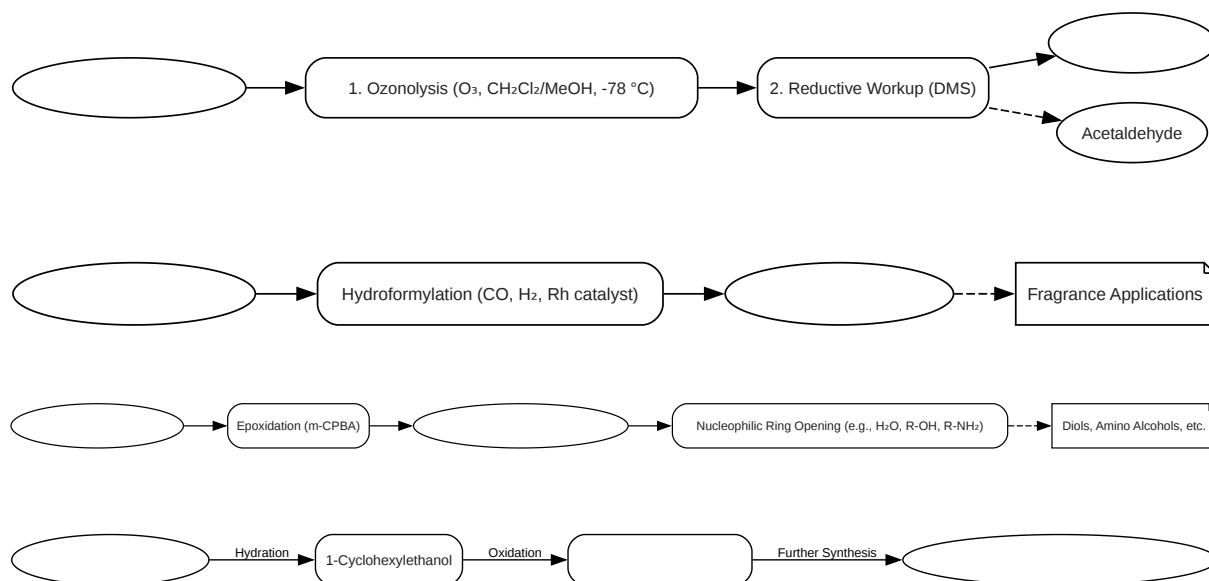 1. Ozonolysis (O₃, CH₂Cl₂/MeOH, -78 °C)
2. Reductive Workup (DMS)
Acetaldehyde
Hydroformylation (CO, H₂, Rh catalyst)
Fragrance Applications
Epoxidation (m-CPBA)
Nucleophilic Ring Opening (e.g., H₂O, R-OH, R-NH₂)
Diols, Amino Alcohols, etc.
Hydration
1-Cyclohexylethanol
Oxidation
Further Synthesis